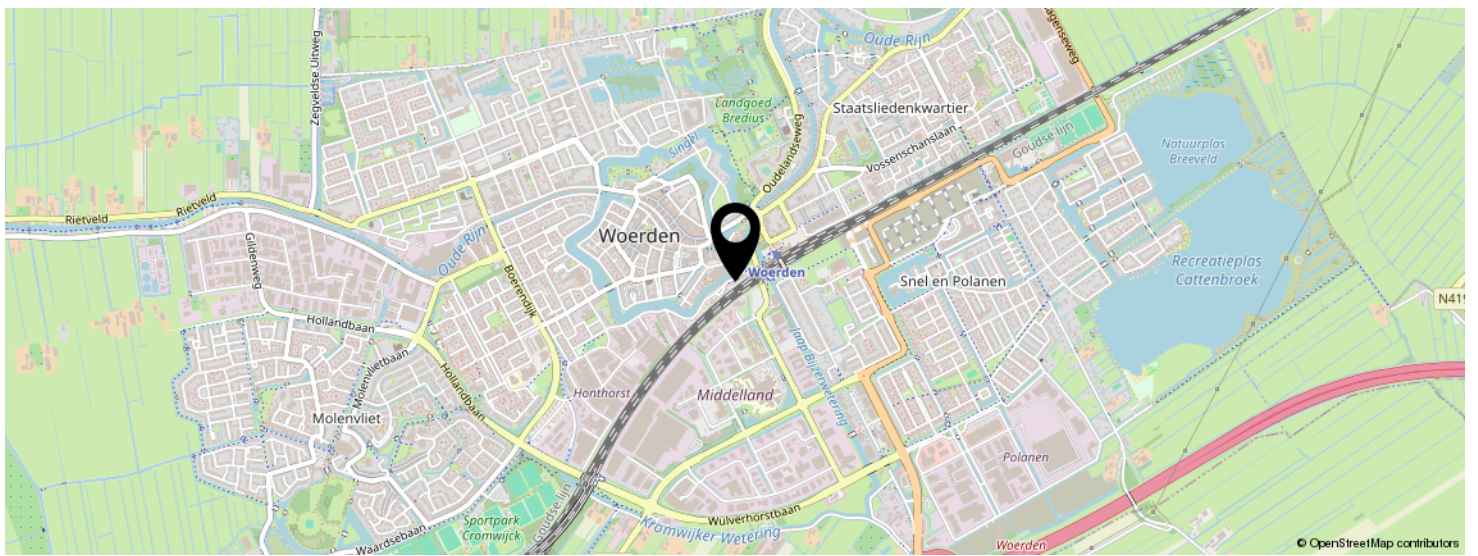 Zegveldse Uitweg
Oude Rijn
Hagenseweg
Landgoed
Bredius
Staatsliedenkwartier
Singel
Oudelandseweg
Vossenschanslaan
Goudse lijn
Natuurplas
Breeveld
Rietveld
Rietveld
Gildenweg
Oude Rijn
Woerden
Woerden
Snel en Polanen
Recreatieplas
Cattenbroek
N419
Boerendijk
Hollandbaan
Molenvlietbaan
Hollandbaan
Honthorst
Middelland
Jaap Bijzerwetering
Molenvliet
Polanen
Goudse lijn
Sportpark
Cromwijck
Waardsebaan
Wulverhorstbaan
Kromwijker Wetering
Woerden
© OpenStreetMap contributors